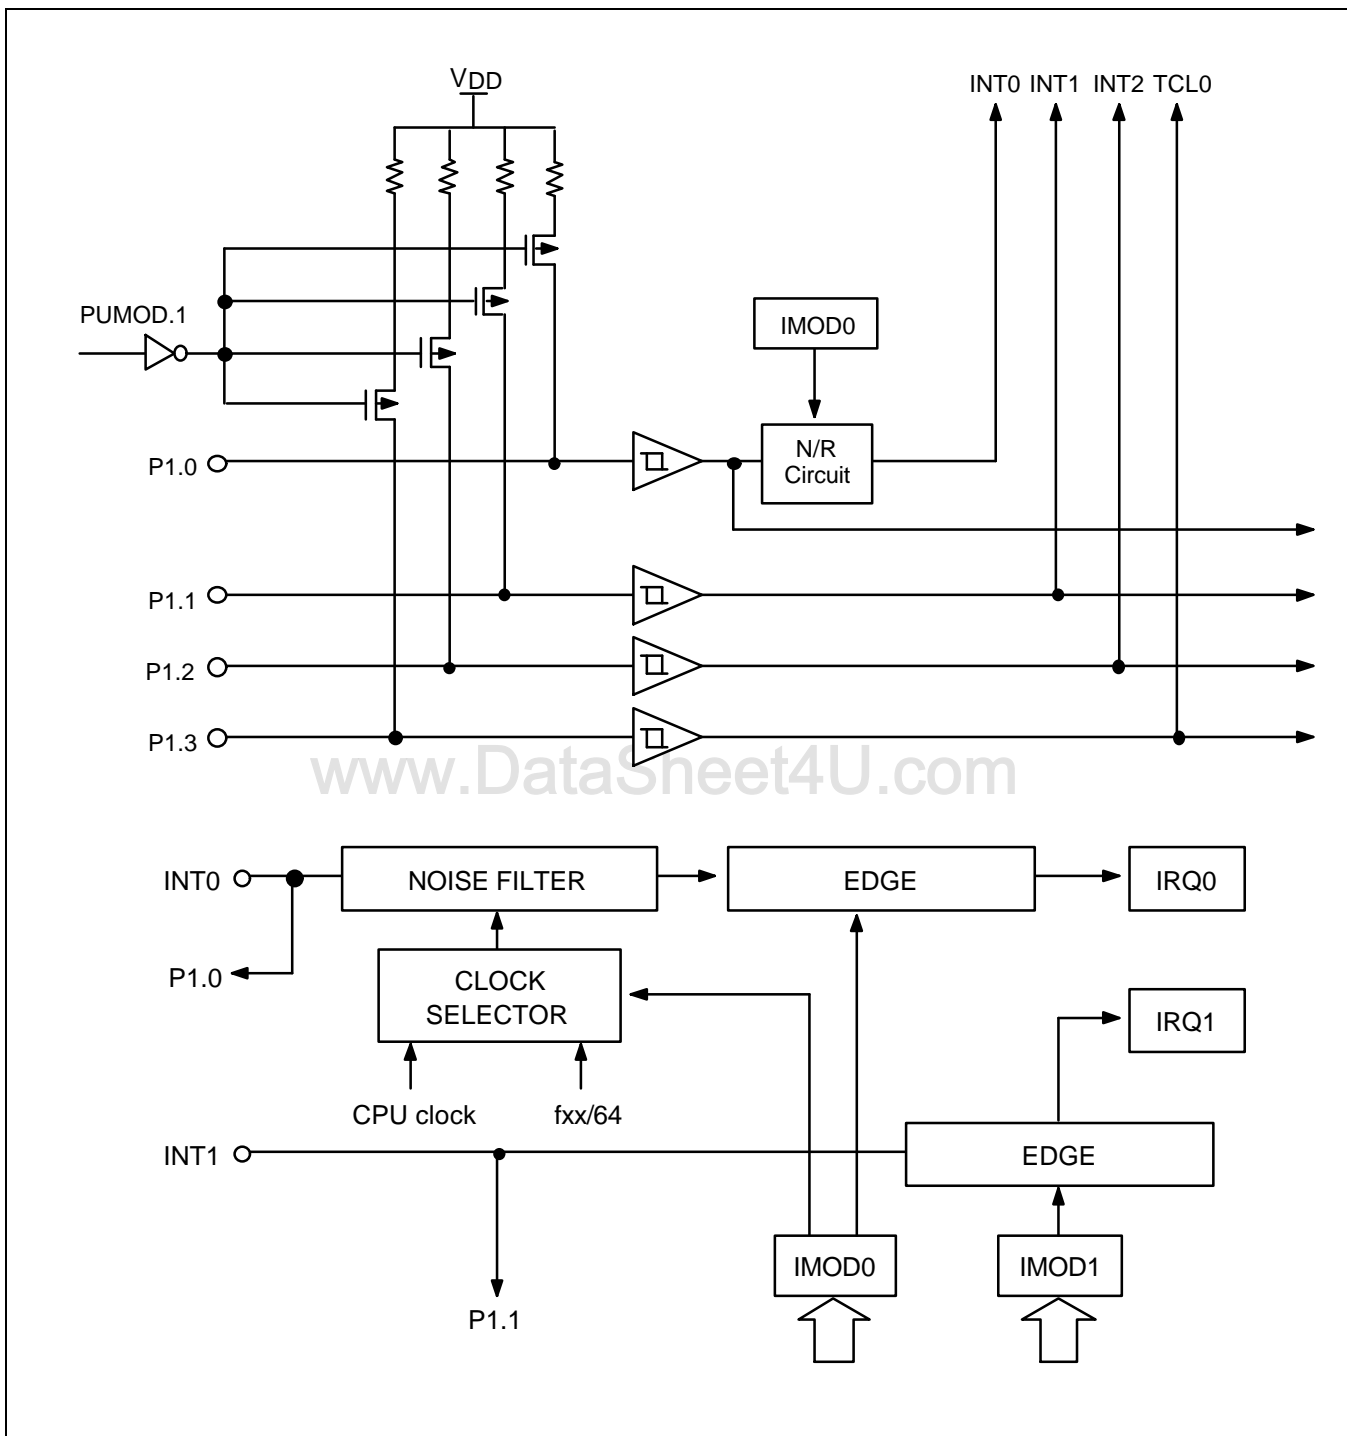 VDD
INT0 INT1 INT2 TCL0
PUMOD.1
IMOD0
P1.0
N/R
Circuit
P1.1
P1.2
P1.3
www.DataSheet4U.com
INT0
NOISE FILTER
EDGE
IRQ0
P1.0
CLOCK
SELECTOR
IRQ1
CPU clock
fxx/64
INT1
EDGE
IMOD0
IMOD1
P1.1